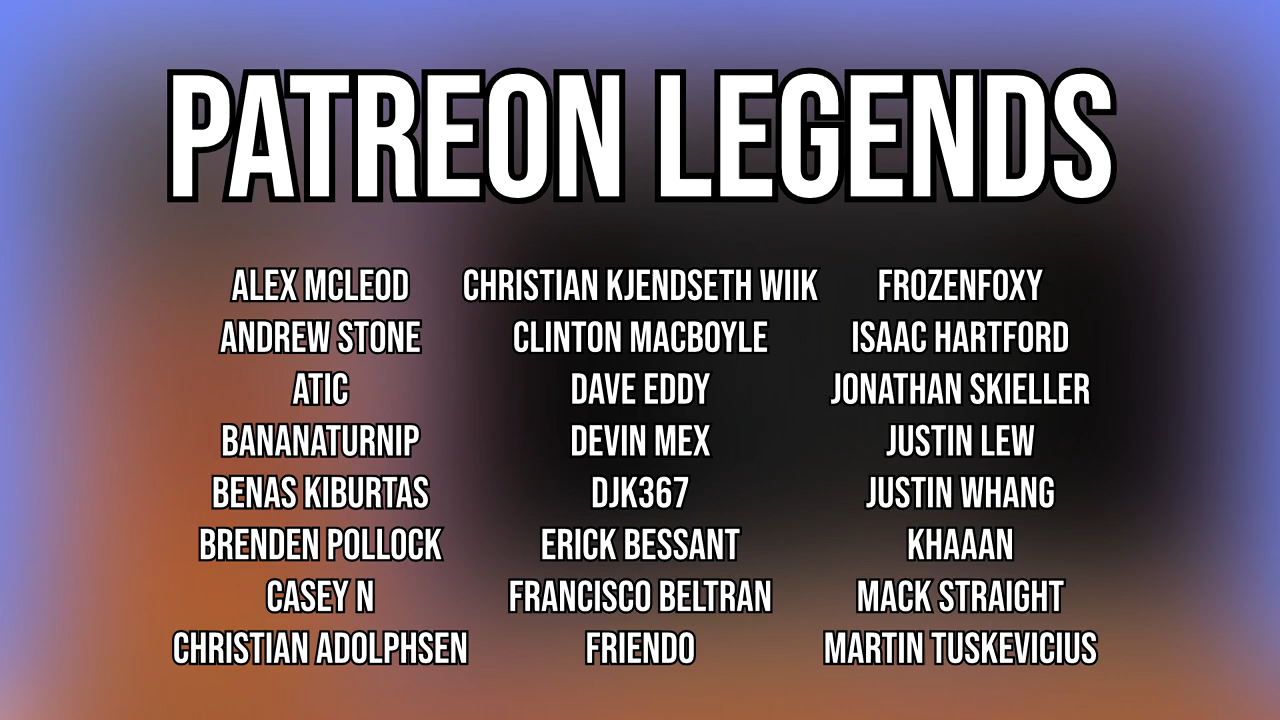 PATREON LEGENDS
ALEX MCLEOD
ANDREW STONE
ATIC
BANANATURNIP
BENAS KIBURTAS
BRENDEN POLLOCK
CASEY N
CHRISTIAN ADOLPHSEN
CHRISTIAN KJENDSETH WIIK
CLINTON MACBOYLE
DAVE EDDY
DEVIN MEX
DJK367
ERICK BESSANT
FRANCISCO BELTRAN
FRIENDO
FROZENFOXY
ISAAC HARTFORD
JONATHAN SKIELLER
JUSTIN LEW
JUSTIN WHANG
KHAAAN
MACK STRAIGHT
MARTIN TUSKEVICIUS